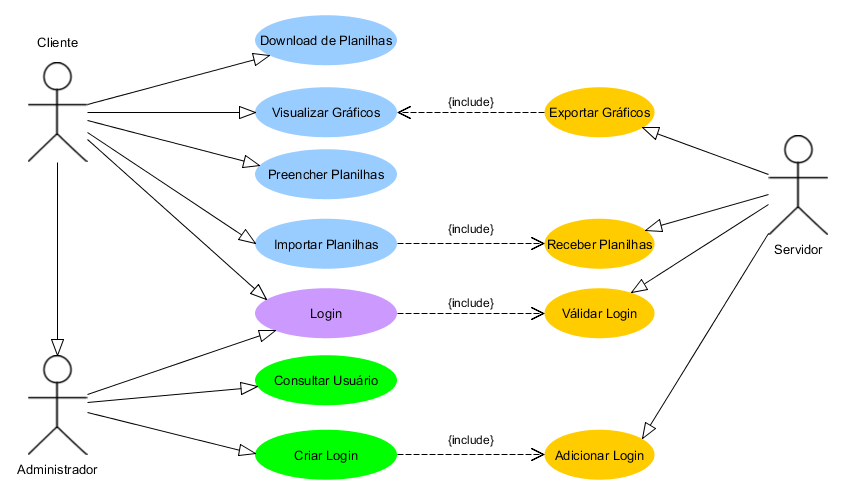 Cliente
Download de Planilhas
Visualizar Gráficos
{include}
Exportar Gráficos
Preencher Planilhas
Importar Planilhas
{include}
Receber Planilhas
Servidor
Login
{include}
Válidar Login
Consultar Usuário
Administrador
Criar Login
{include}
Adicionar Login